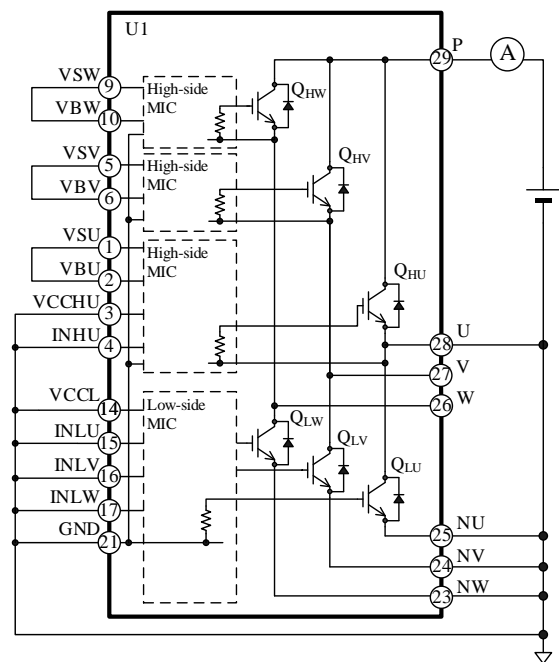 U1
29
P
A
VSW
9
High-side
MIC
QHW
VBW
10
VSV
5
High-side
MIC
QHV
VBV
6
VSU
1
High-side
MIC
VBU
2
QHU
VCCHU
3
INHU
4
28
U
27
V
26
W
VCCL
14
Low-side
MIC
QLW
QLV
QLU
INLU
15
INLV
16
INLW
17
GND
21
25
NU
24
NV
23
NW